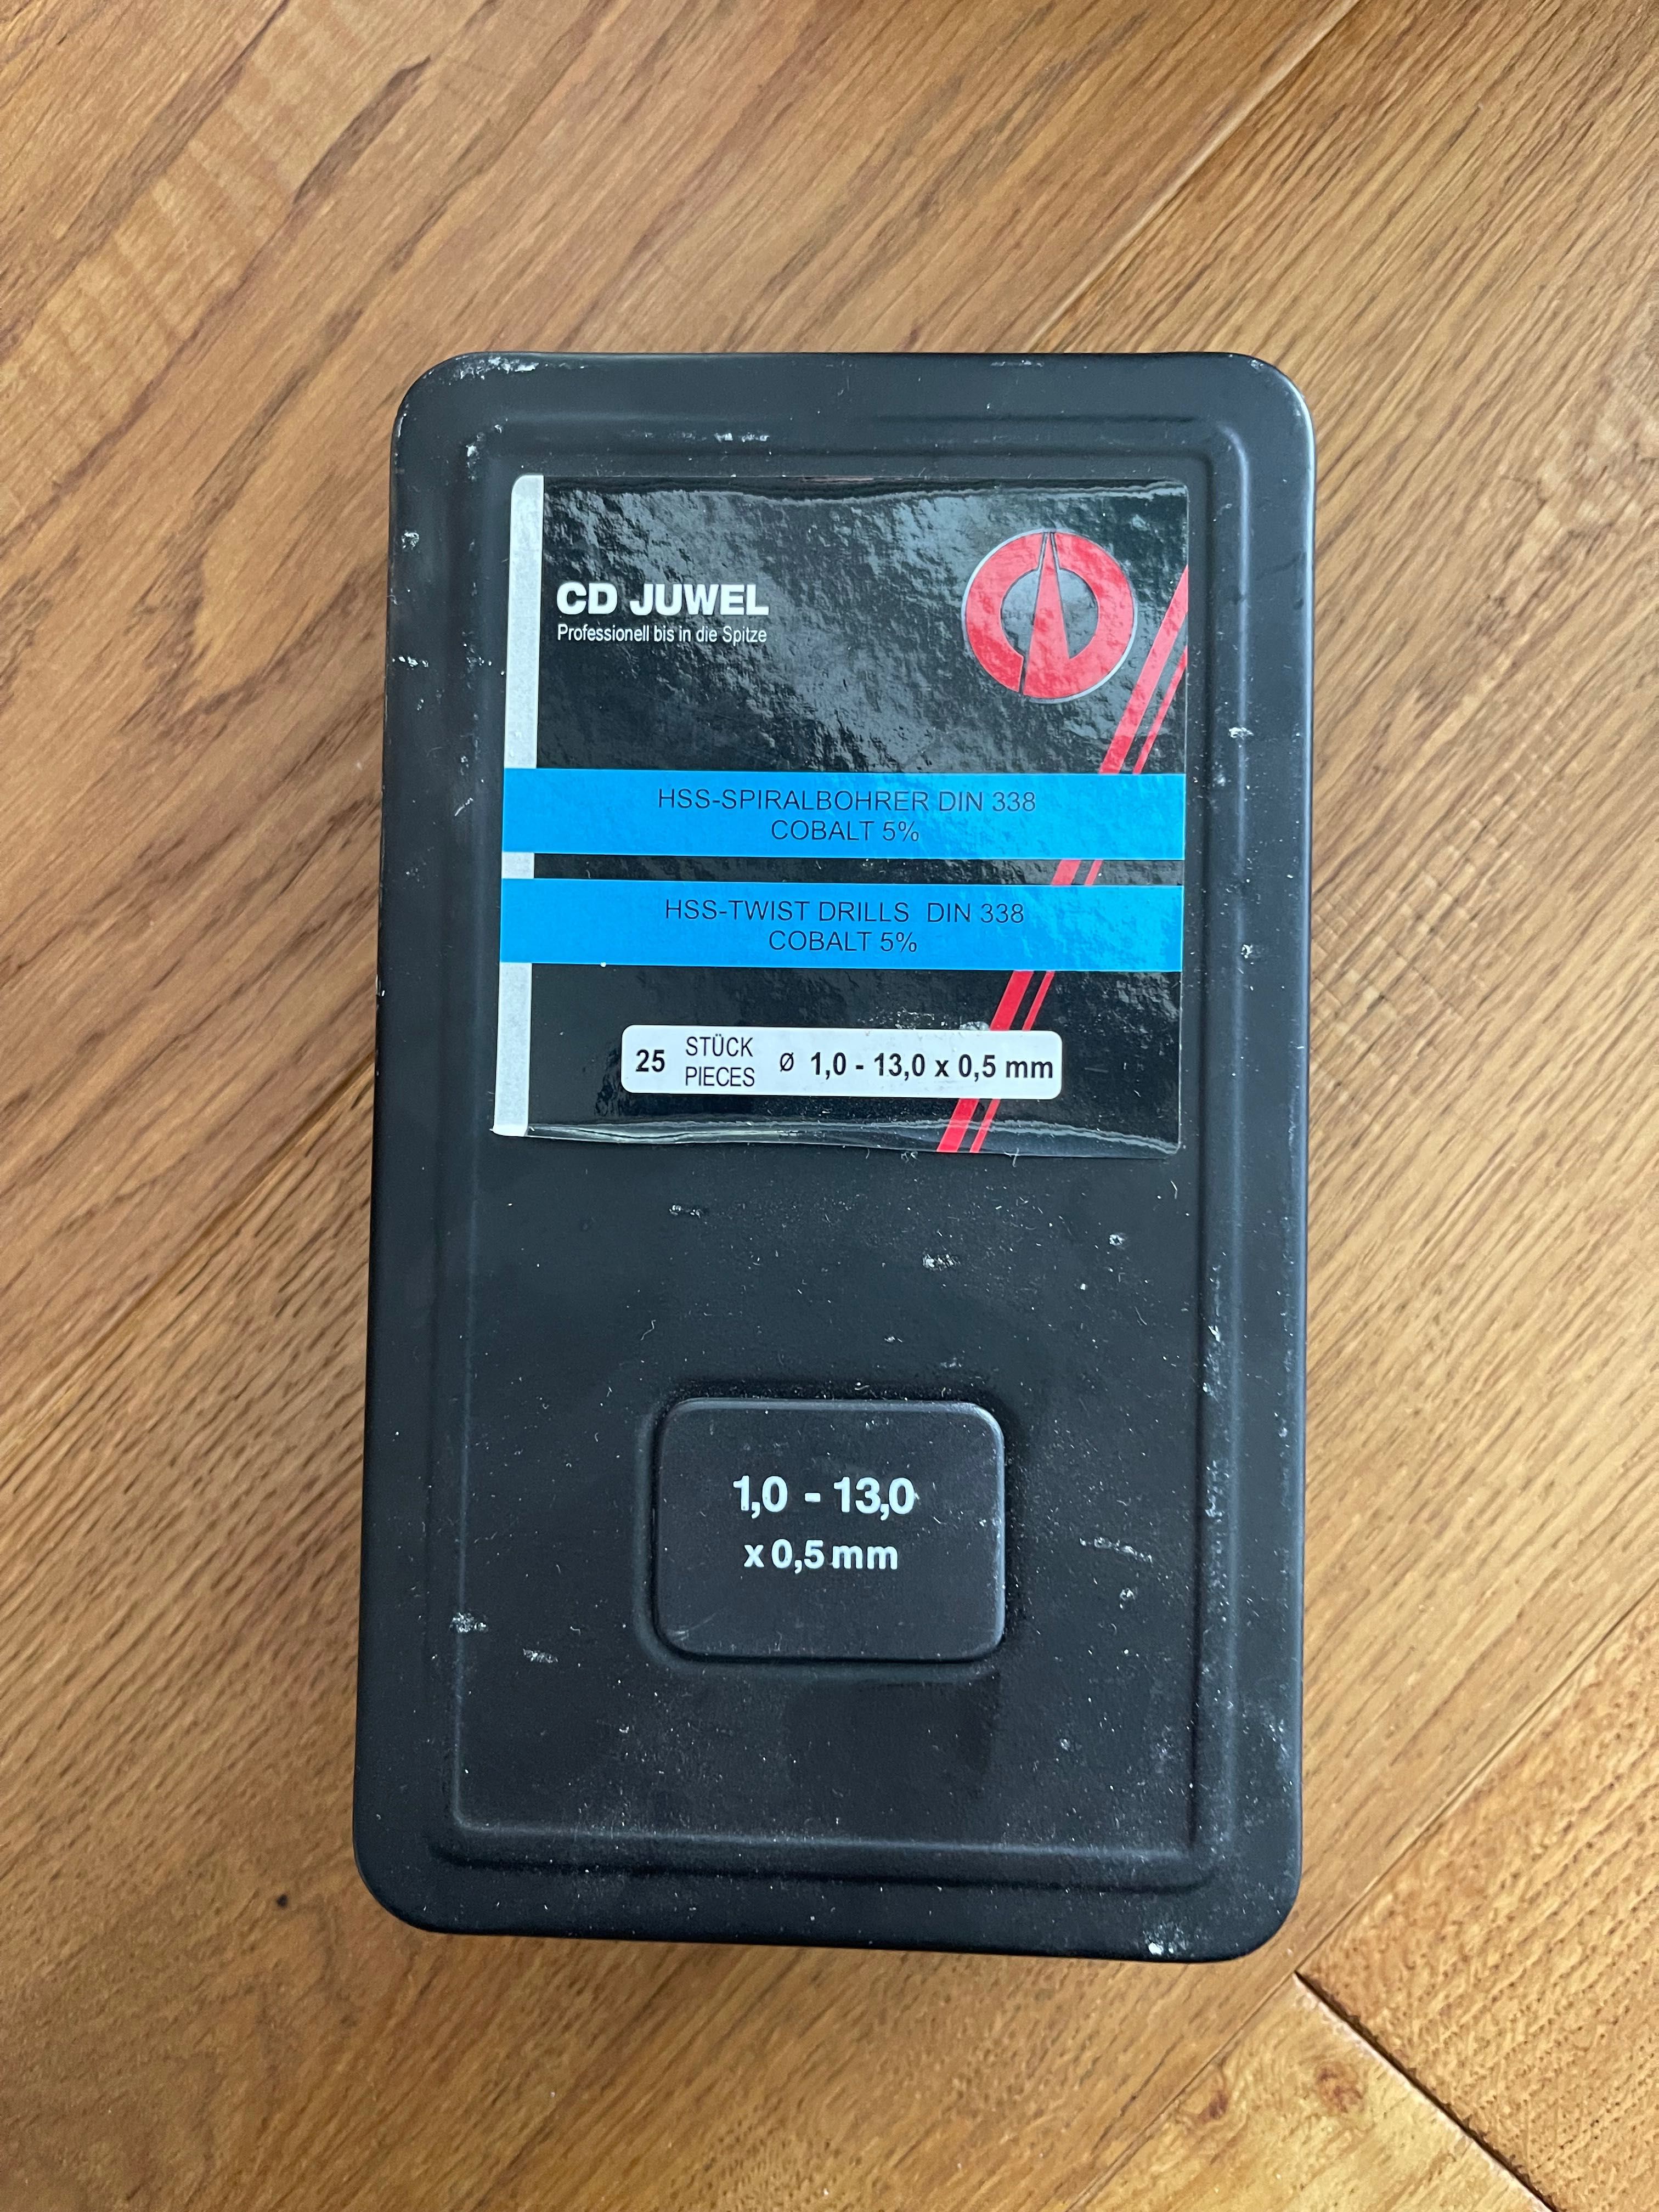 CD JUWEL
Professionell bis in die Spitze
HSS-SPIRALBOHRER DIN 338
COBALT 5%
HSS-TWIST DRILLS DIN 338
COBALT 5%
25 STÜCK PIECES Ø 1,0 - 13,0 x 0,5 mm
1,0 - 13,0
x 0,5 mm